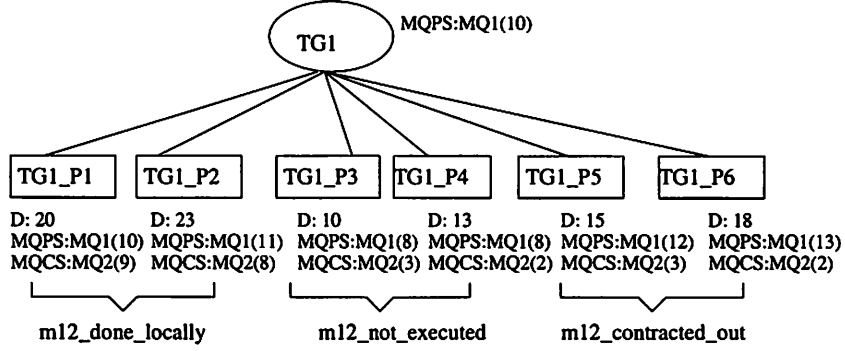 MQPS:MQ1(10)
TG1
TG1_P1 TG1_P2 TG1_P3 TG1_P4 TG1_P5 TG1_P6
D: 20 D: 23 D: 10 D: 13 D: 15 D: 18
MQPS:MQ1(10) MQPS:MQ1(11) MQPS:MQ1(8) MQPS:MQ1(8) MQPS:MQ1(12) MQPS:MQ1(13)
MQCS:MQ2(9) MQCS:MQ2(8) MQCS:MQ2(3) MQCS:MQ2(2) MQCS:MQ2(3) MQCS:MQ2(2)
m12_done_locally m12_not_executed m12_contracted_out